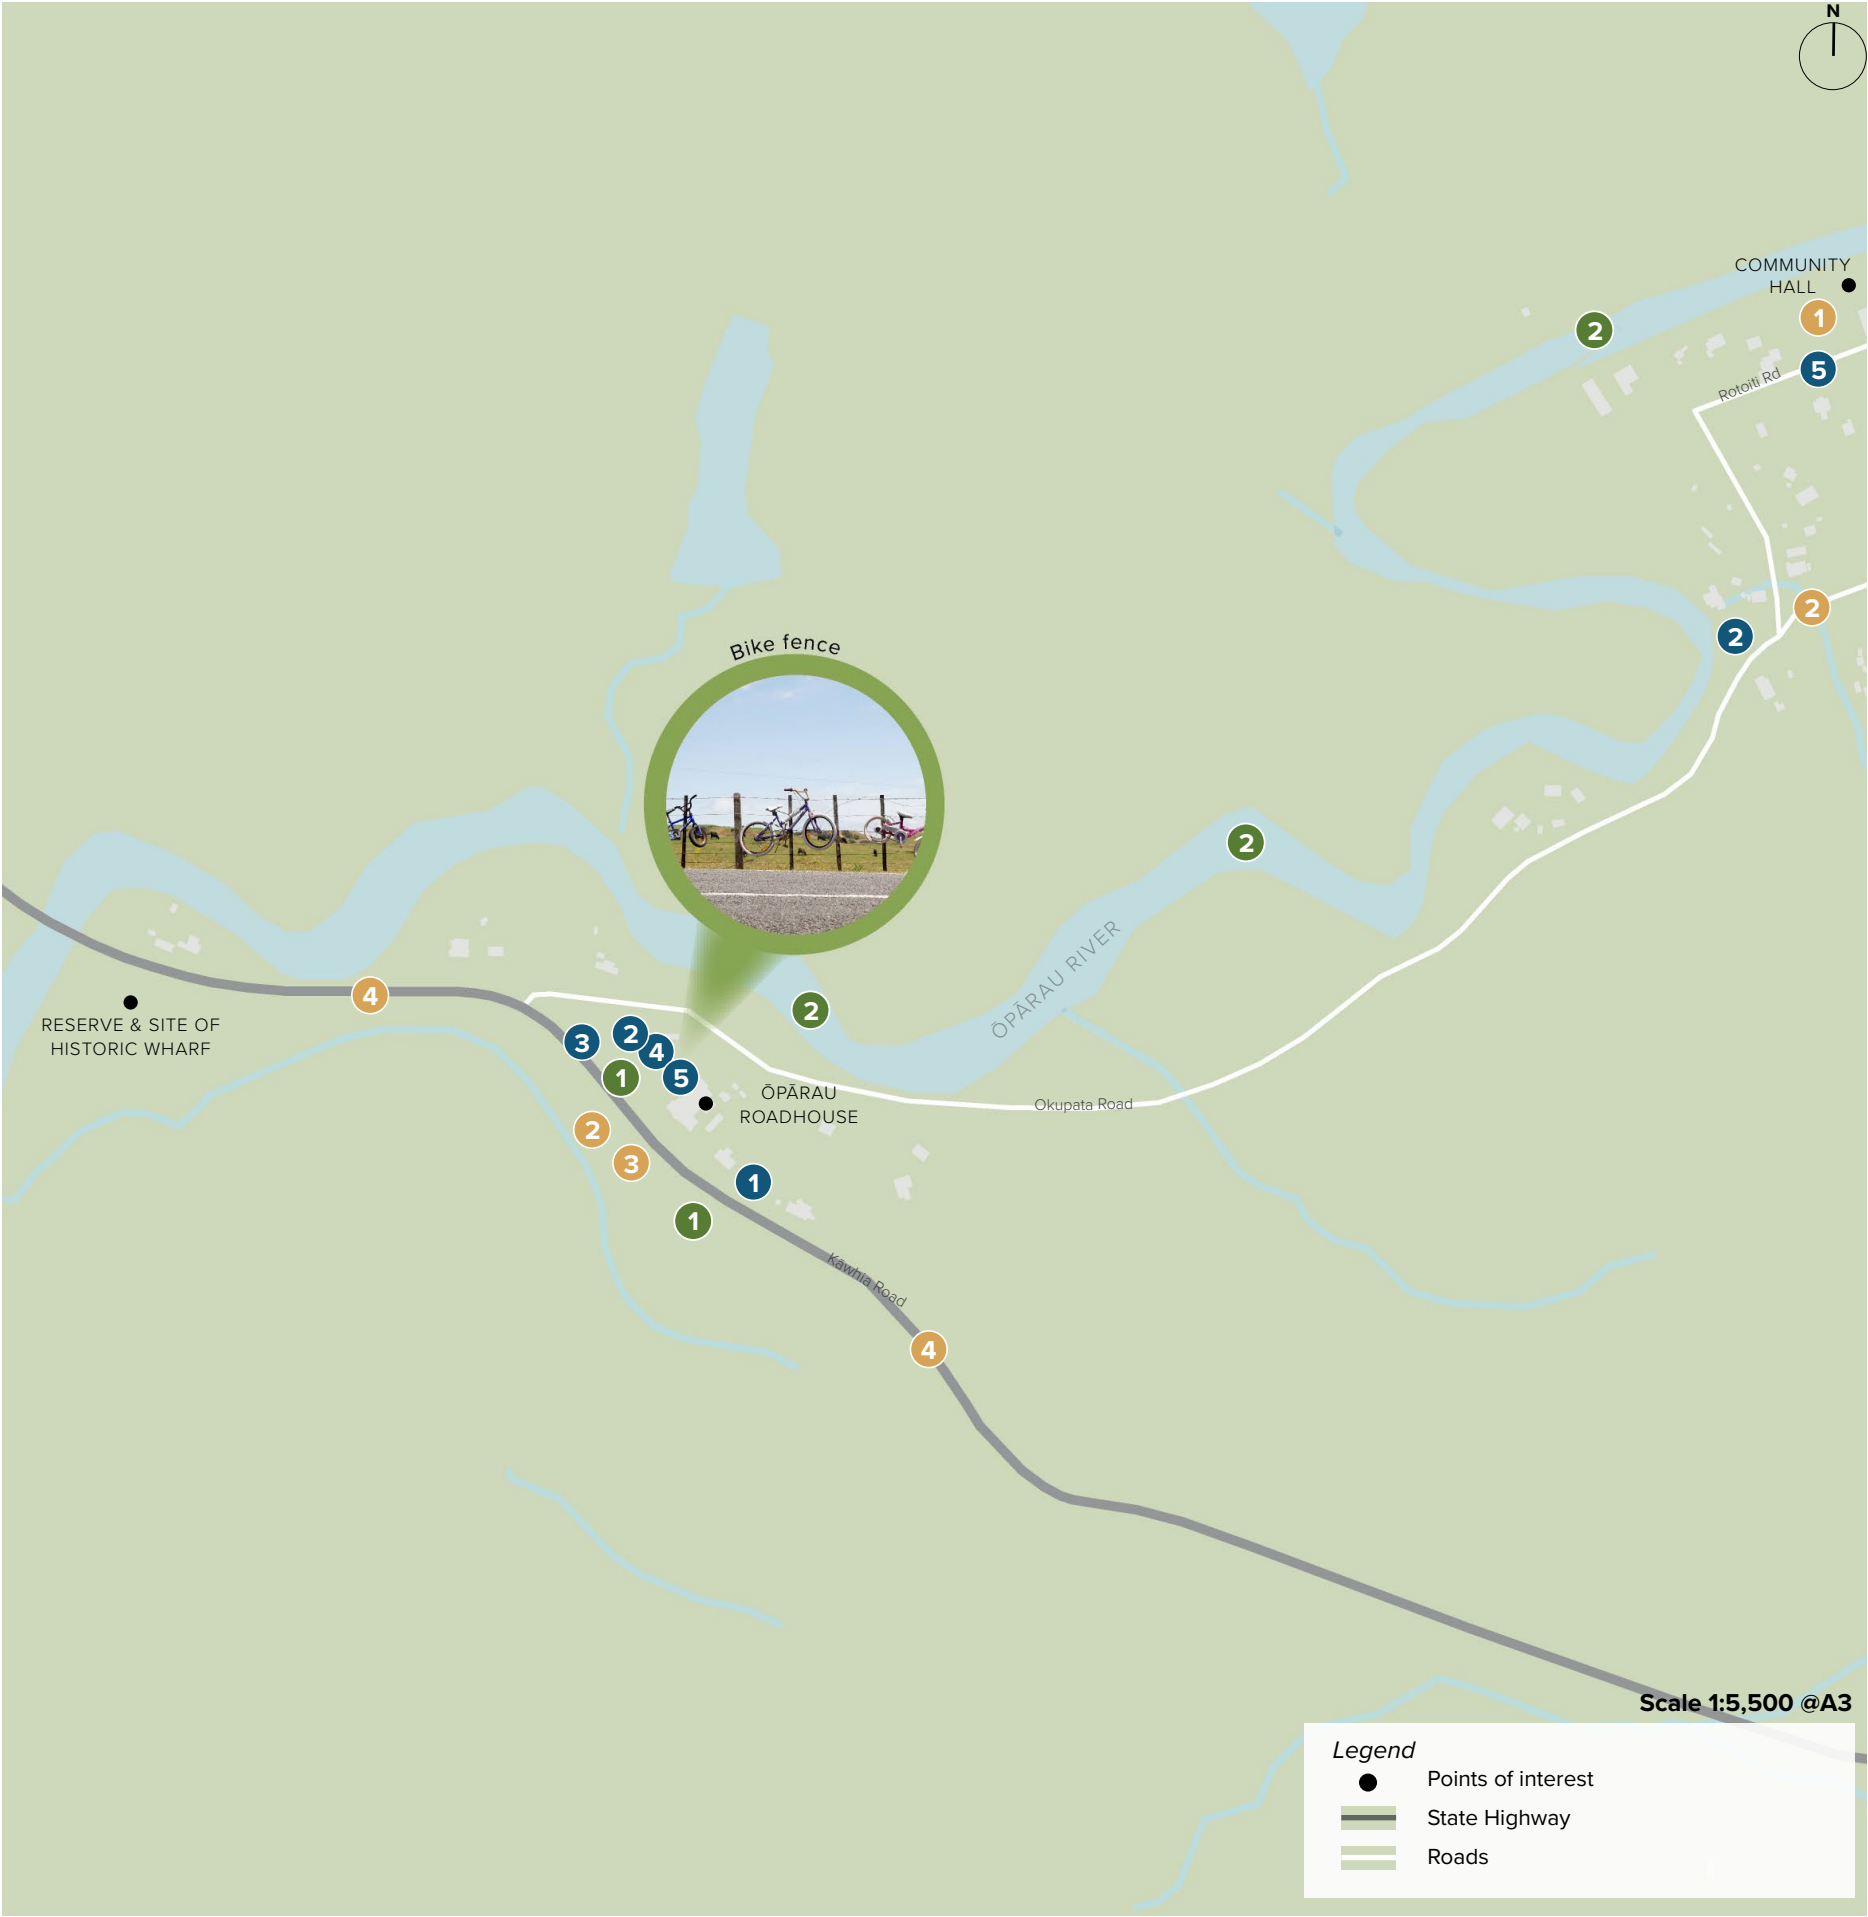 N
COMMUNITY
HALL
1
2
5
Rotoiti Rd
2
2
Bike fence
2
ŌPĀRAU RIVER
4
2
RESERVE & SITE OF
HISTORIC WHARF
3
2
4
1
5
ŌPĀRAU
ROADHOUSE
Okupata Road
2
3
1
1
Kāwhia Road
4
Scale 1:5,500 @A3
Legend
Points of interest
State Highway
Roads